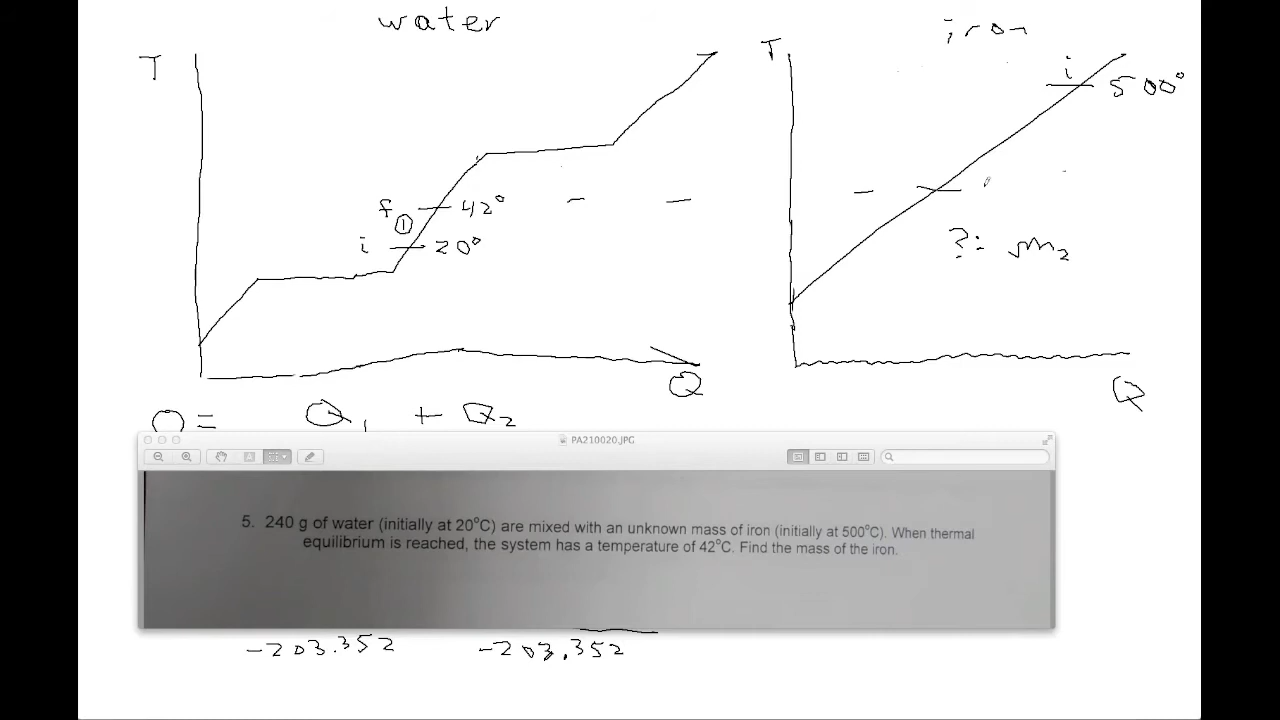 water
iron
T
T
i
500°
f
42°
①
i
20°
?: m₂
Q
Q
0 = Q₁ + Q₂
PA210020.JPG
5. 240 g of water (initially at 20°C) are mixed with an unknown mass of iron (initially at 500°C). When thermal
equilibrium is reached, the system has a temperature of 42°C. Find the mass of the iron.
-203.352 -203.352